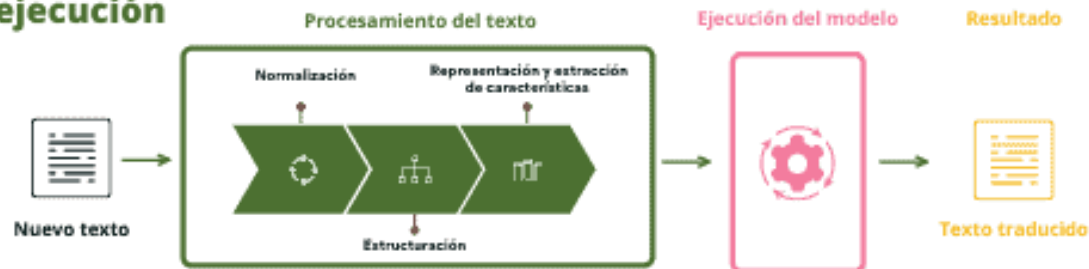 ejecución
Procesamiento del texto
Ejecución del modelo
Resultado
Normalización
Representación y extracción
de características
Estructuración
Nuevo texto
Texto traducido